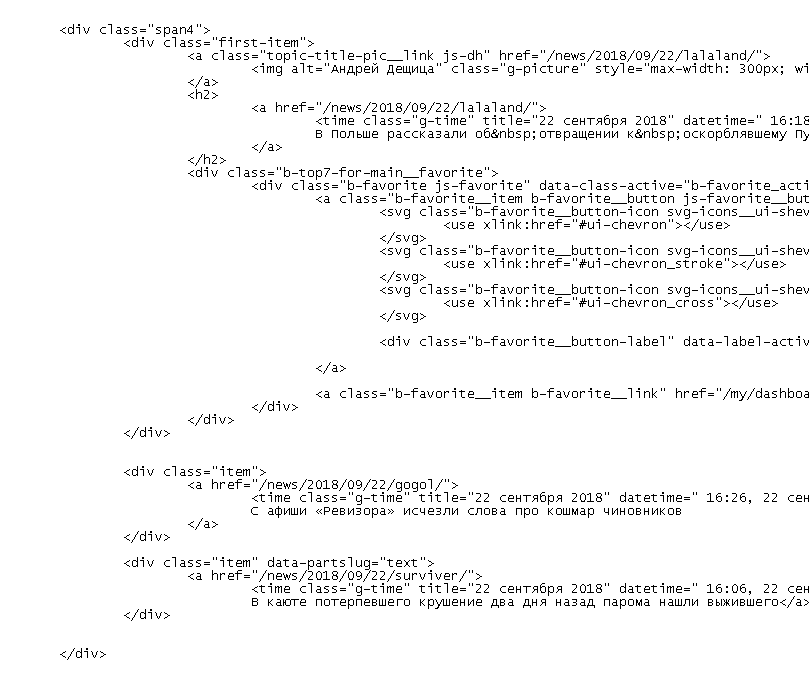 <div class="span4">
<div class="first-item">
<a class="topic-title-pic__link js-dh" href="/news/2018/09/22/lalaland/">
<img alt="Андрей Дещица" class="g-picture" style="max-width: 300px; wi
</a>
<h2>
<a href="/news/2018/09/22/lalaland/">
<time class="g-time" title="22 сентября 2018" datetime=" 16:18
В Польше рассказали об&nbsp;отвращении к&nbsp;оскорблявшему Пу
</a>
</h2>
<div class="b-top7-for-main__favorite">
<div class="b-favorite js-favorite" data-class-active="b-favorite_acti
<a class="b-favorite__item b-favorite__button js-favorite__but
<svg class="b-favorite__button-icon svg-icons__ui-shev
<use xlink:href="#ui-chevron"></use>
</svg>
<svg class="b-favorite__button-icon svg-icons__ui-shev
<use xlink:href="#ui-chevron_stroke"></use>
</svg>
<svg class="b-favorite__button-icon svg-icons__ui-shev
<use xlink:href="#ui-chevron_cross"></use>
</svg>
<div class="b-favorite__button-label" data-label-activ
</a>
<a class="b-favorite__item b-favorite__link" href="/my/dashboa
</div>
</div>
</div>
<div class="item">
<a href="/news/2018/09/22/gogol/">
<time class="g-time" title="22 сентября 2018" datetime=" 16:26, 22 сен
С афиши «Ревизора» исчезли слова про кошмар чиновников
</a>
</div>
<div class="item" data-partslug="text">
<a href="/news/2018/09/22/surviver/">
<time class="g-time" title="22 сентября 2018" datetime=" 16:06, 22 сен
В каюте потерпевшего крушение два дня назад парома нашли выжившего</a>
</div>
</div>